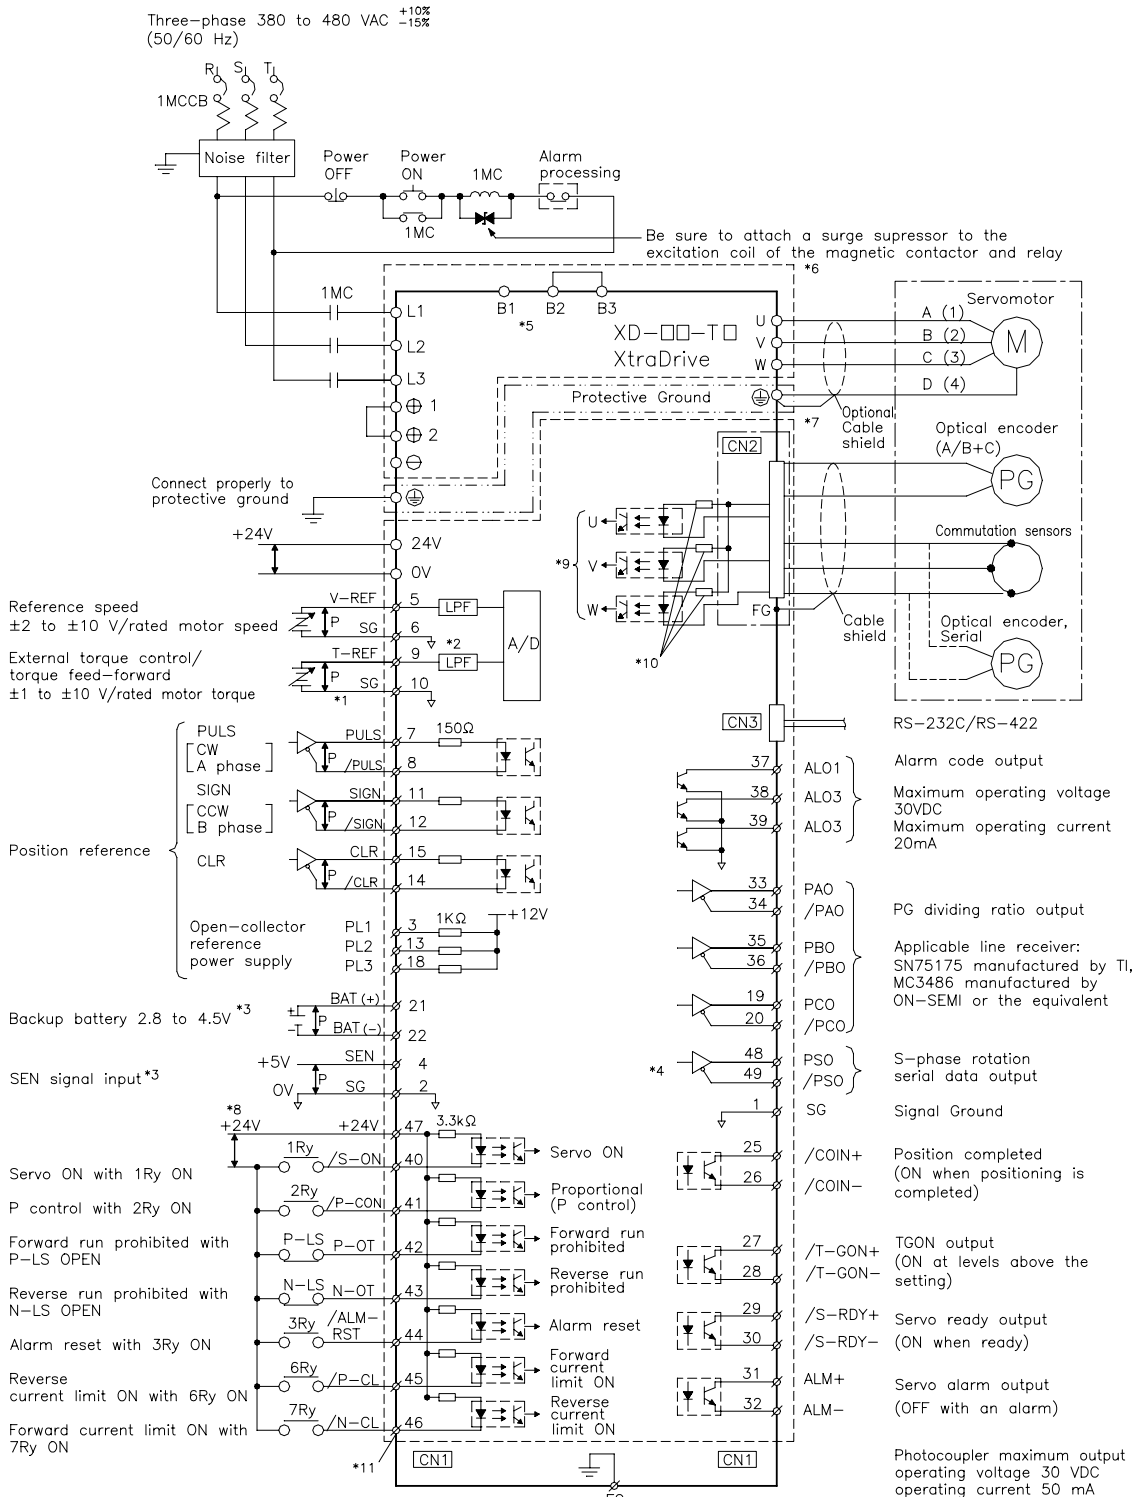 Three-phase 380 to 480 VAC +10% -15%
(50/60 Hz)
R S T
1MCCB
Noise filter
Power OFF
Power ON
1MC
Alarm processing
1MC
Be sure to attach a surge supressor to the
excitation coil of the magnetic contactor and relay
*6
1MC
B1 B2 B3
*5
L1
L2
L3
1
2
XD-□□-T□
XtraDrive
U
V
W
Servomotor
A (1)
B (2)
C (3)
D (4)
M
Protective Ground
*7
Optional
Cable
shield
CN2
Optical encoder
(A/B+C)
PG
Connect properly to
protective ground
+24V
24V
0V
*9
U
V
W
*10
FG
Commutation sensors
Cable
shield
Optical encoder,
Serial
PG
Reference speed
±2 to ±10 V/rated motor speed
V-REF 5 LPF
P
SG 6
A/D
External torque control/
torque feed-forward
±1 to ±10 V/rated motor torque
*2
T-REF 9 LPF
P
SG 10
*1
CN3
RS-232C/RS-422
Position reference
PULS
CW
A phase
PULS 7 150Ω
P
/PULS 8
SIGN
CCW
B phase
SIGN 11
P
/SIGN 12
CLR
CLR 15
P
/CLR 14
Open-collector
reference
power supply
PL1 3 1KΩ
PL2 13
PL3 18
+12V
37 ALO1
38 ALO3
39 ALO3
Alarm code output
Maximum operating voltage
30VDC
Maximum operating current
20mA
33 PAO
34 /PAO
35 PBO
36 /PBO
19 PCO
20 /PCO
PG dividing ratio output
Applicable line receiver:
SN75175 manufactured by TI,
MC3486 manufactured by
ON-SEMI or the equivalent
Backup battery 2.8 to 4.5V *3
+
-
BAT (+) 21
P
BAT (-) 22
SEN signal input*3
+5V SEN 4
P
0V SG 2
*4
48 PSO
49 /PSO
S-phase rotation
serial data output
1 SG
Signal Ground
*8
+24V
+24V 47 3.3kΩ
Servo ON with 1Ry ON
1Ry /S-ON 40
Servo ON
P control with 2Ry ON
2Ry /P-CON 41
Proportional
(P control)
Forward run prohibited with
P-LS OPEN
P-LS P-OT 42
Forward run
prohibited
Reverse run prohibited with
N-LS OPEN
N-LS N-OT 43
Reverse run
prohibited
Alarm reset with 3Ry ON
3Ry /ALM-RST 44
Alarm reset
Reverse
current limit ON with 6Ry ON
6Ry /P-CL 45
Forward
current
limit ON
Forward current limit ON with
7Ry ON
7Ry /N-CL 46
Reverse
current
limit ON
25 /COIN+
26 /COIN-
Position completed
(ON when positioning is
completed)
27 /T-GON+
28 /T-GON-
TGON output
(ON at levels above the
setting)
29 /S-RDY+
30 /S-RDY-
Servo ready output
(ON when ready)
31 ALM+
32 ALM-
Servo alarm output
(OFF with an alarm)
*11
CN1
CN1
Photocoupler maximum output
operating voltage 30 VDC
operating current 50 mA